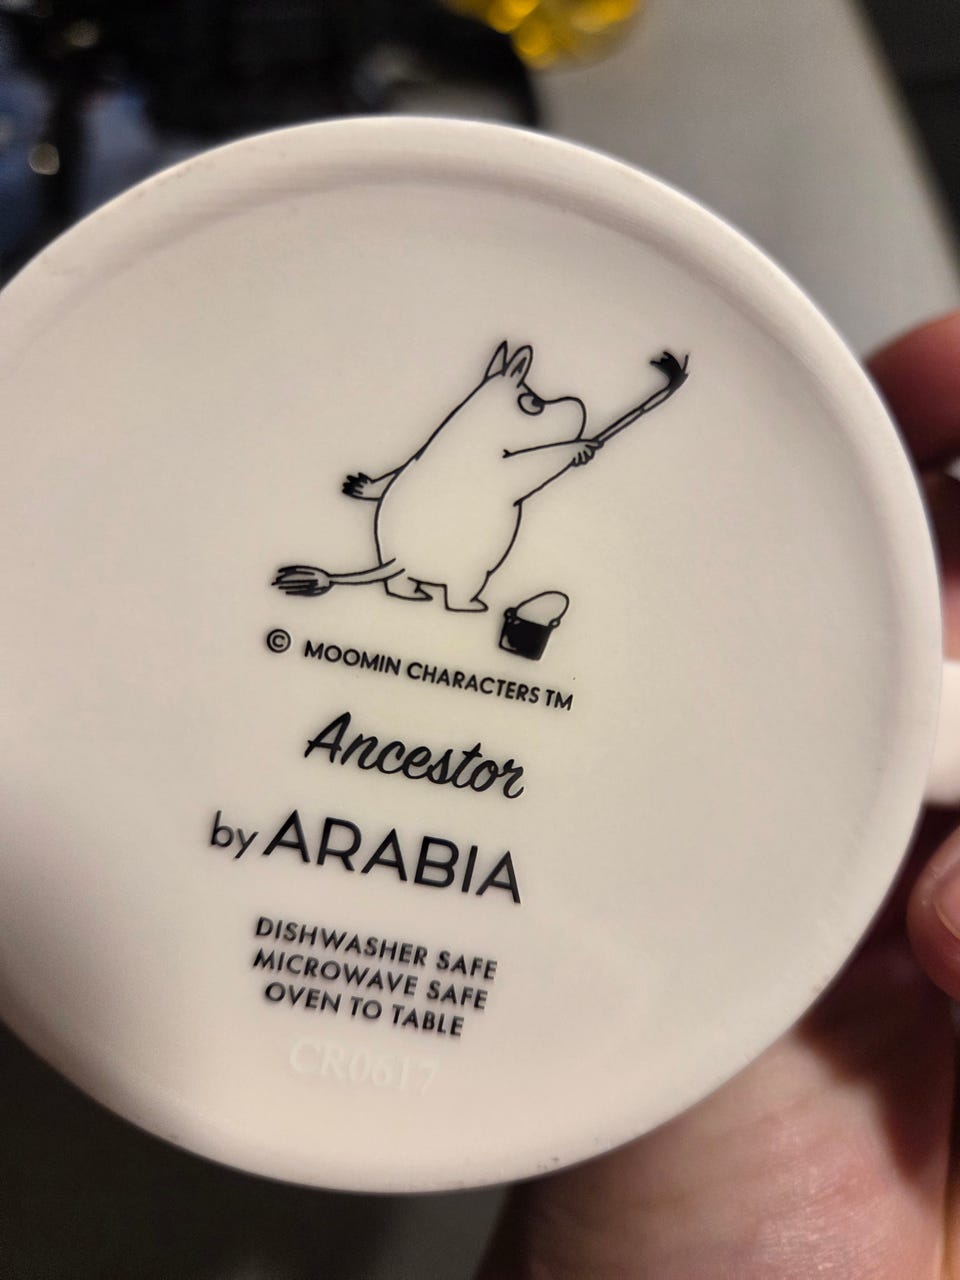 © MOOMIN CHARACTERS TM
Ancestor
by ARABIA
DISHWASHER SAFE
MICROWAVE SAFE
OVEN TO TABLE
CR0617